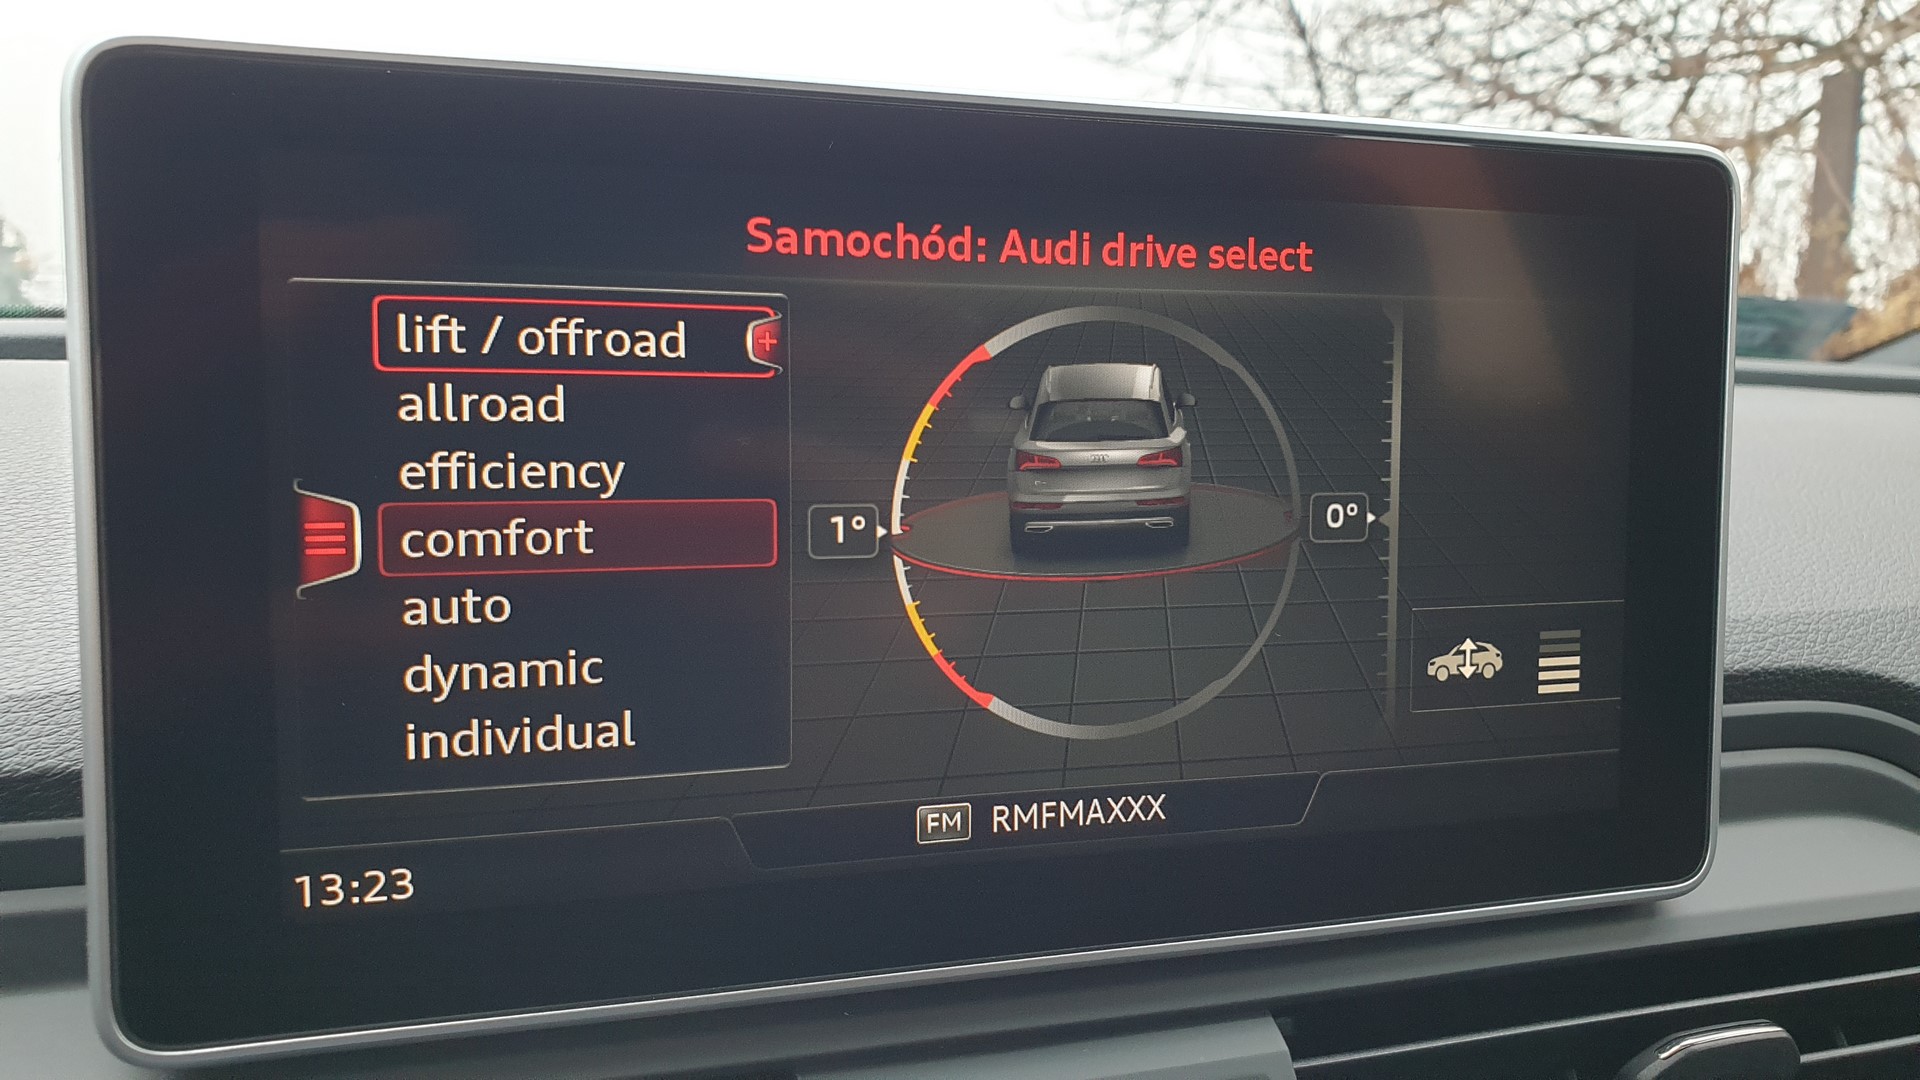 Samochód: Audi drive select
lift / offroad
allroad
efficiency
comfort
auto
dynamic
individual
1°
0°
FM RMFMAXXX
13:23